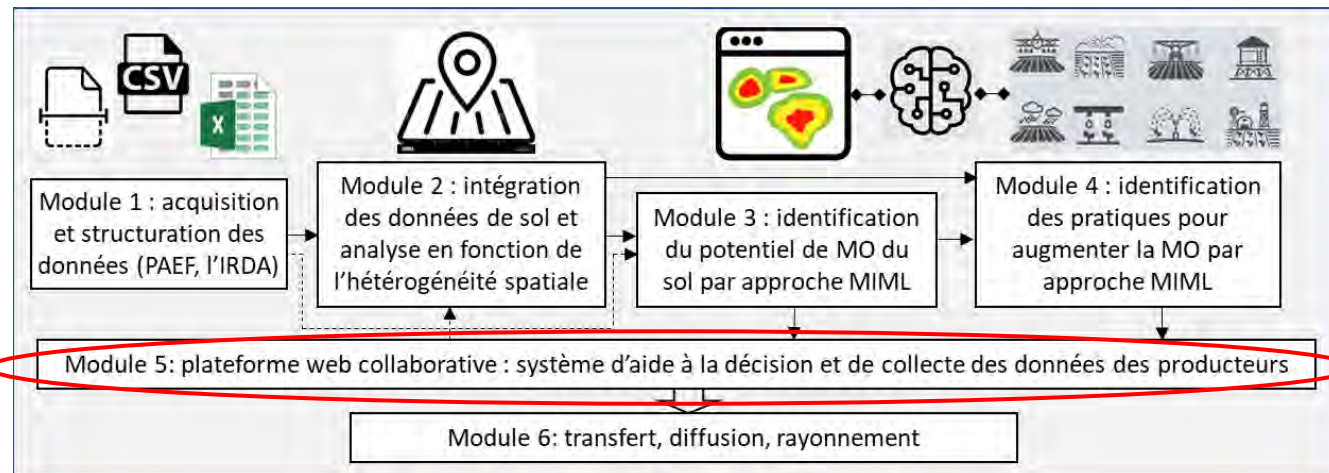 CSV
X
Module 1 : acquisition
et structuration des
données (PAEF, l'IRDA)
Module 2 : intégration
des données de sol et
analyse en fonction de
l'hétérogénéité spatiale
Module 3 : identification
du potentiel de MO du
sol par approche MIML
Module 4 : identification
des pratiques pour
augmenter la MO par
approche MIML
Module 5: plateforme web collaborative : système d'aide à la décision et de collecte des données des producteurs
Module 6: transfert, diffusion, rayonnement